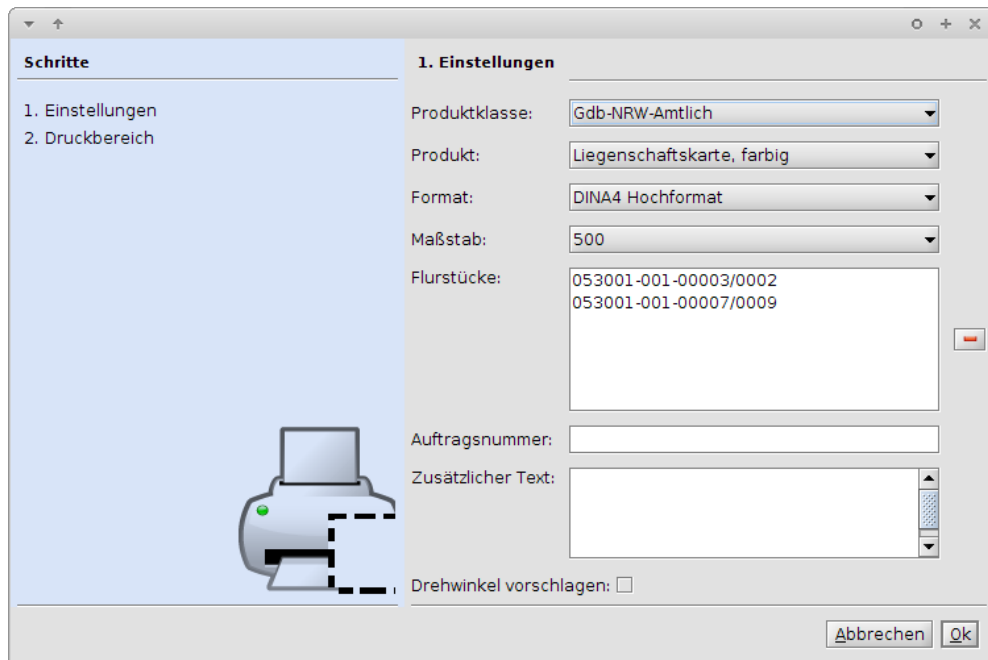 Schritte
1. Einstellungen
2. Druckbereich
1. Einstellungen
Produktklasse: Gdb-NRW-Amtlich
Produkt: Liegenschaftskarte, farbig
Format: DINA4 Hochformat
Maßstab: 500
Flurstücke: 053001-001-00003/0002
053001-001-00007/0009
Auftragsnummer:
Zusätzlicher Text:
Drehwinkel vorschlagen:
Abbrechen Ok